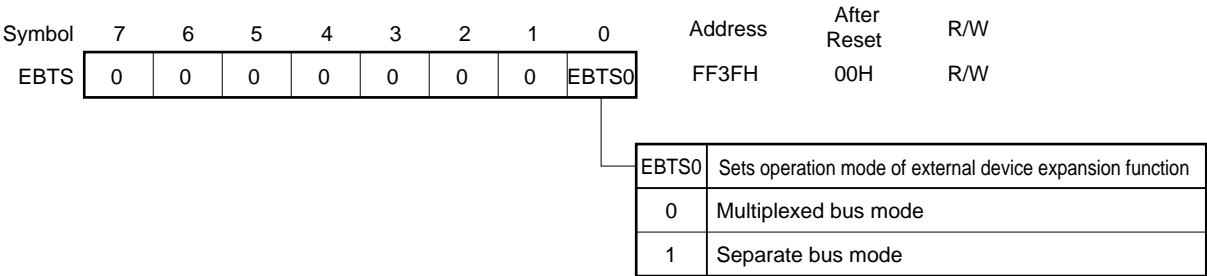 Symbol 7 6 5 4 3 2 1 0 Address After Reset R/W
EBTS 0 0 0 0 0 0 0 EBTS0 FF3FH 00H R/W
EBTS0 Sets operation mode of external device expansion function
0 Multiplexed bus mode
1 Separate bus mode